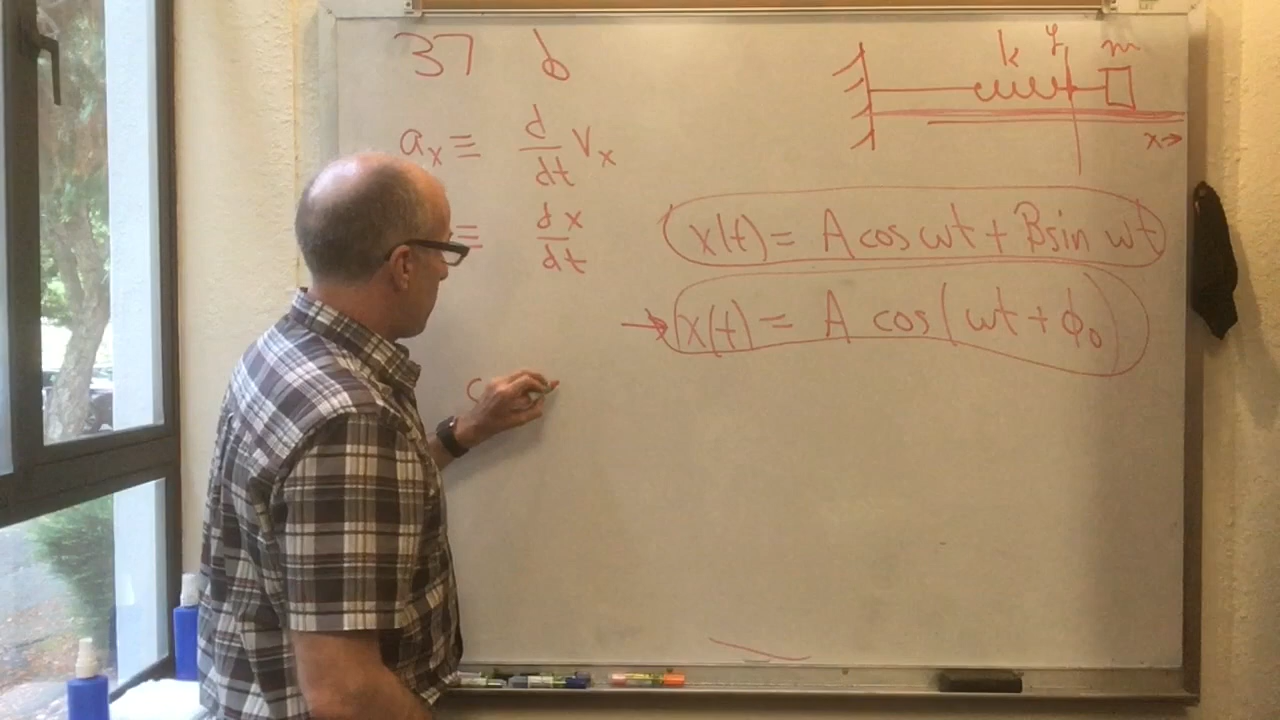 37 b
k y m
x→
aₓ ≡ d/dt Vₓ
≡ dx/dt
x(t) = A cos ωt + B sin ωt
→ x(t) = A cos(ωt + ϕ₀)